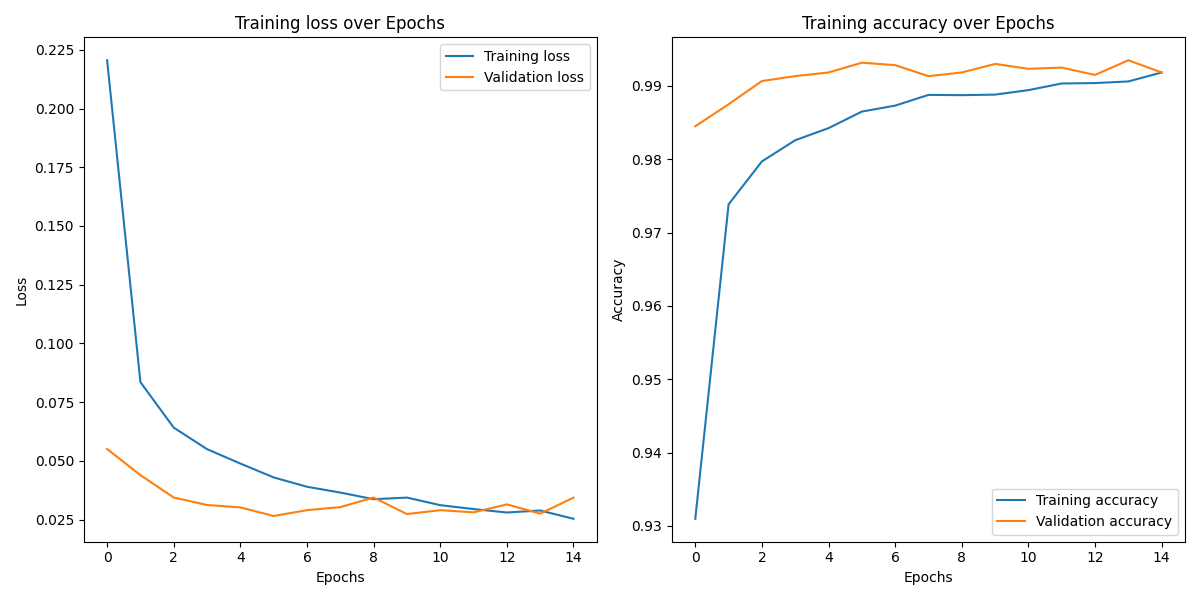 Training loss over Epochs
0.225
0.200
0.175
0.150
0.125
0.100
0.075
0.050
0.025
Loss
0 2 4 6 8 10 12 14
Epochs
Training loss
Validation loss
Training accuracy over Epochs
0.99
0.98
0.97
0.96
0.95
0.94
0.93
Accuracy
0 2 4 6 8 10 12 14
Epochs
Training accuracy
Validation accuracy